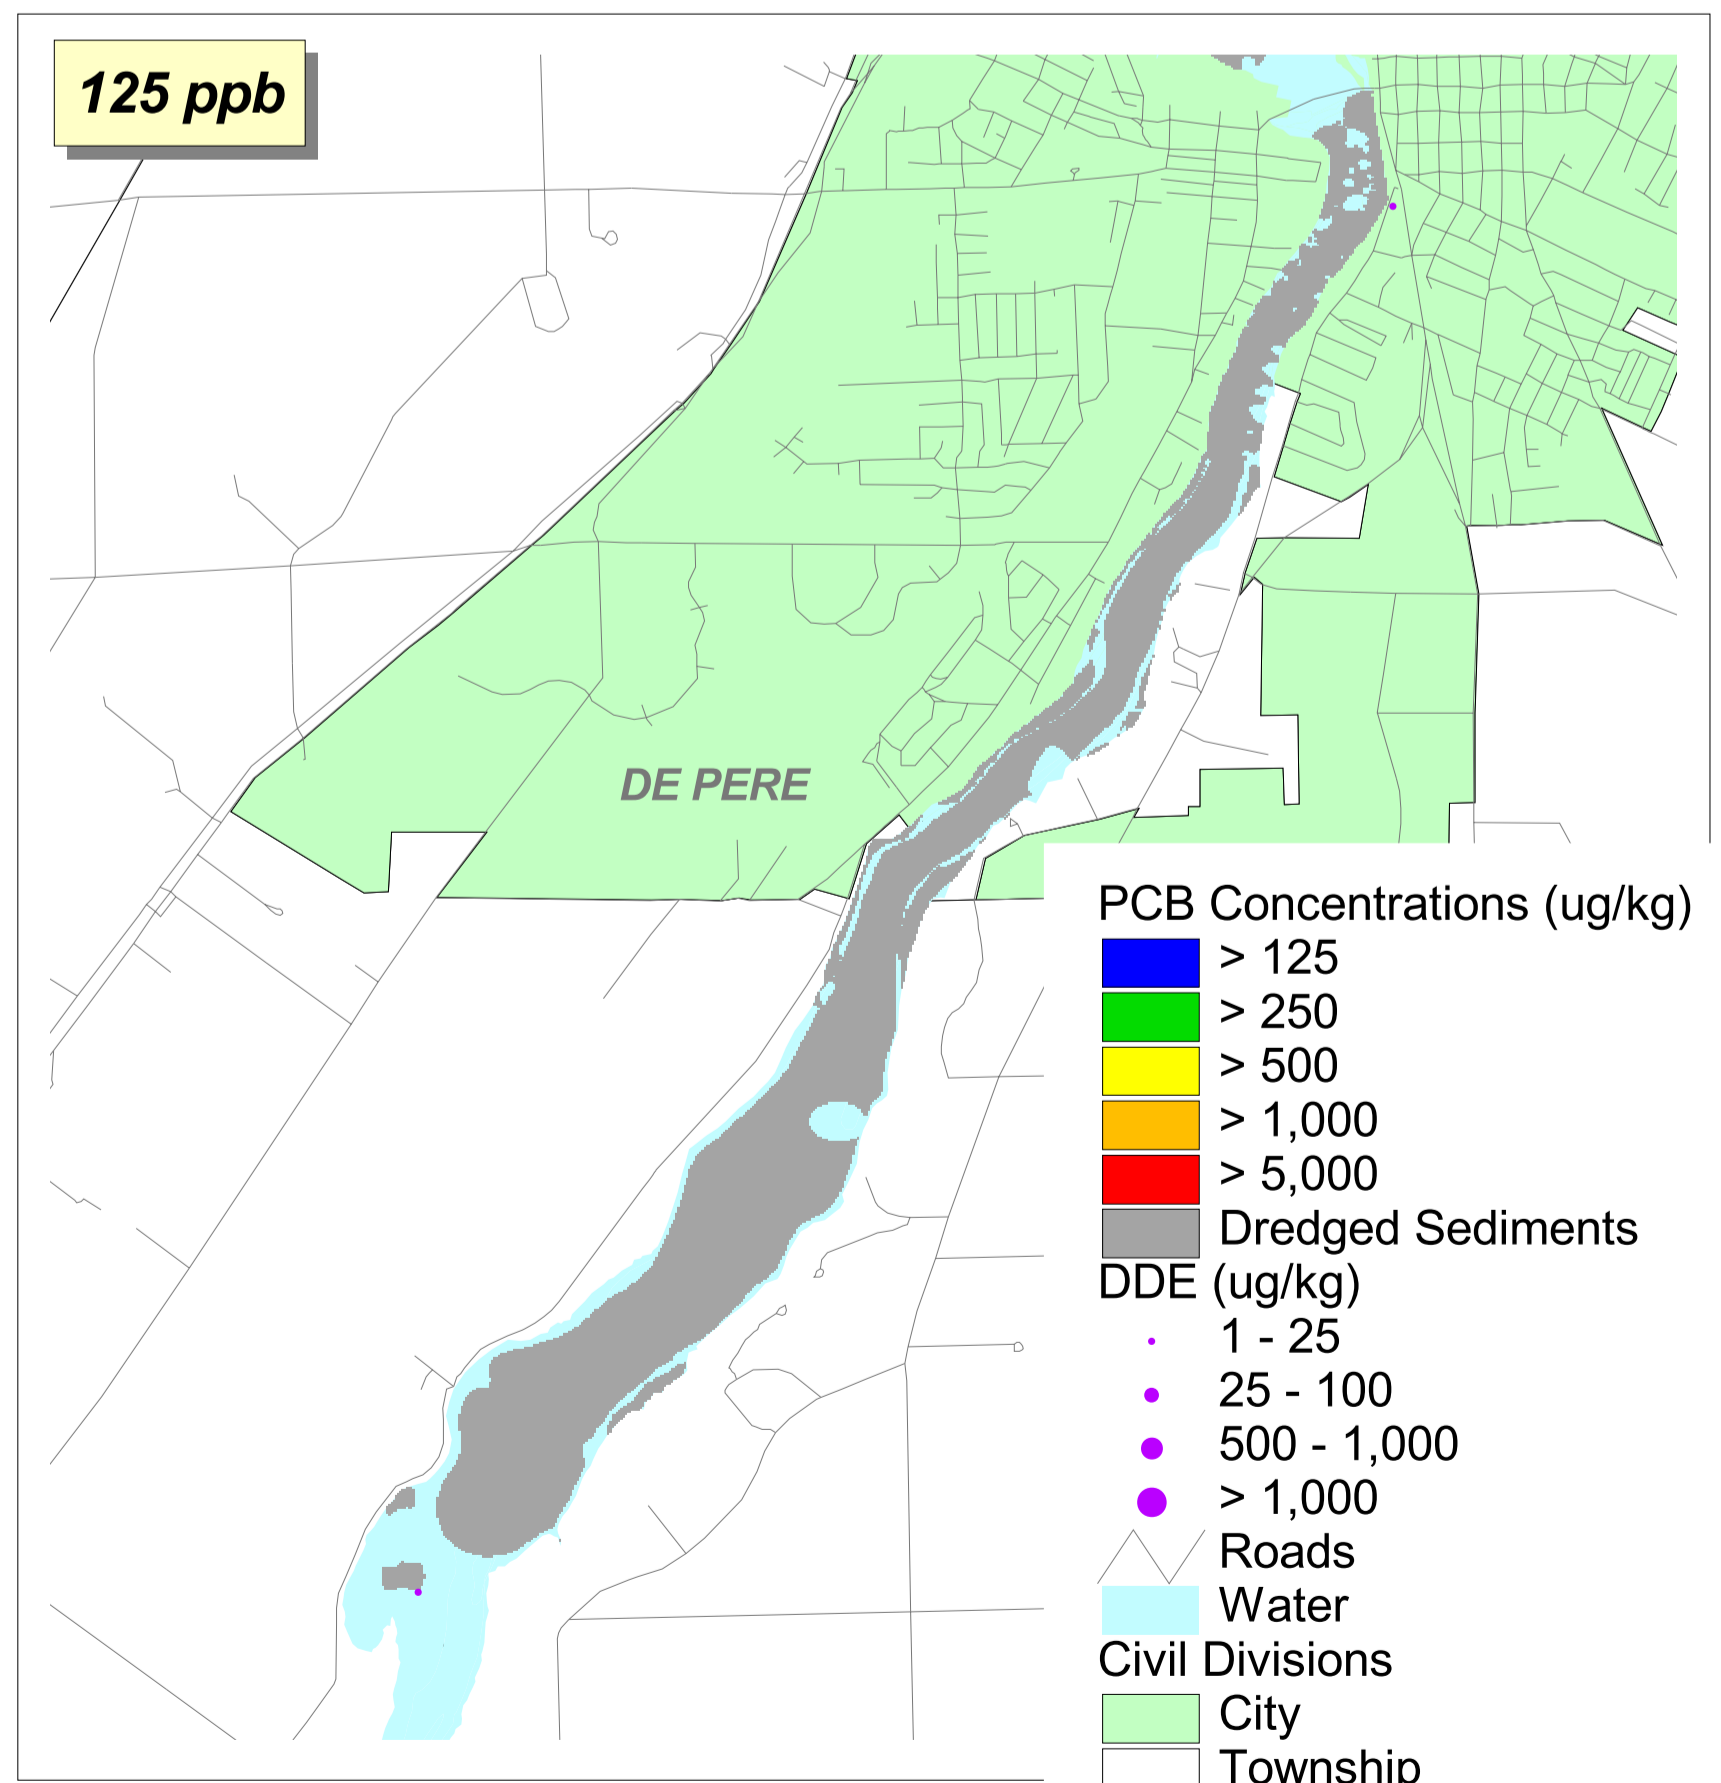 125 ppb
DE PERE
PCB Concentrations (ug/kg)
> 125
> 250
> 500
> 1,000
> 5,000
Dredged Sediments
DDE (ug/kg)
1 - 25
25 - 100
500 - 1,000
> 1,000
Roads
Water
Civil Divisions
City
Township